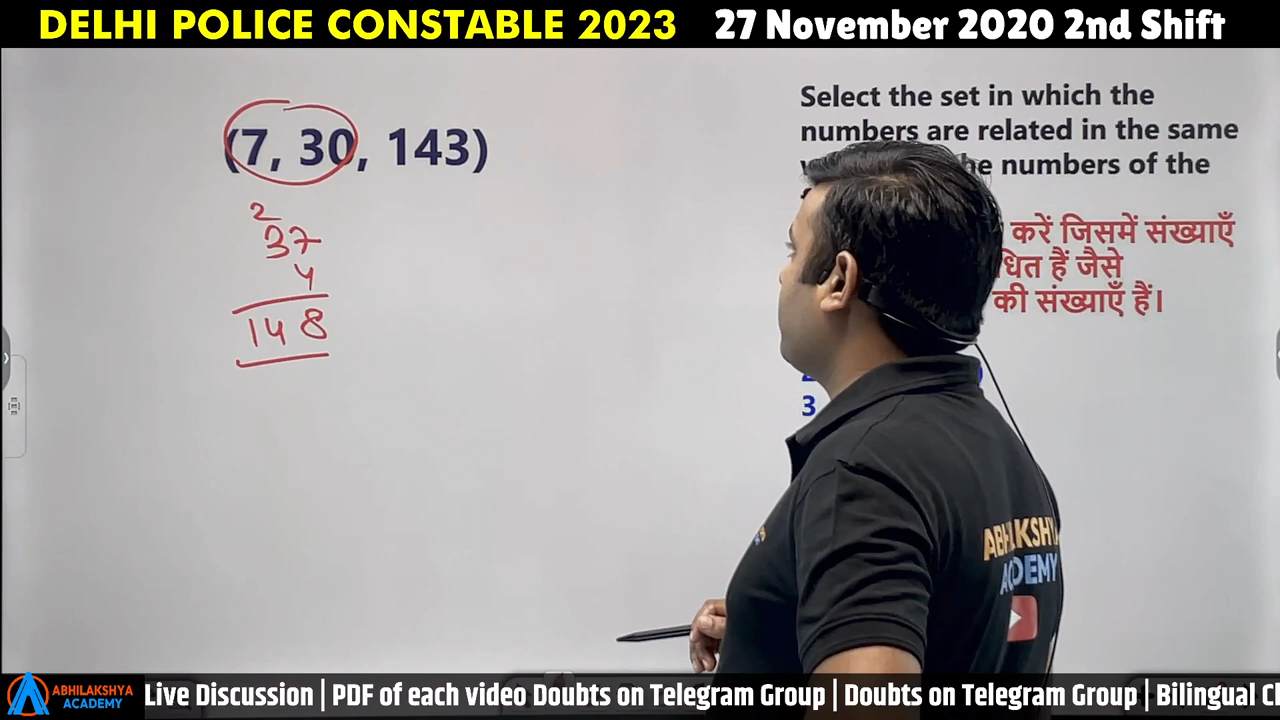 DELHI POLICE CONSTABLE 2023 27 November 2020 2nd Shift
(7, 30, 143)
2
37
4
148
Select the set in which the
numbers are related in the same
he numbers of the
करें जिसमें संख्याएँ
धित हैं जैसे
की संख्याएँ हैं।
3
ABHILAKSHYA
ACADEMY
ABHILAKSHYA
ACADEMY
Live Discussion | PDF of each video Doubts on Telegram Group | Doubts on Telegram Group | Bilingual Cl